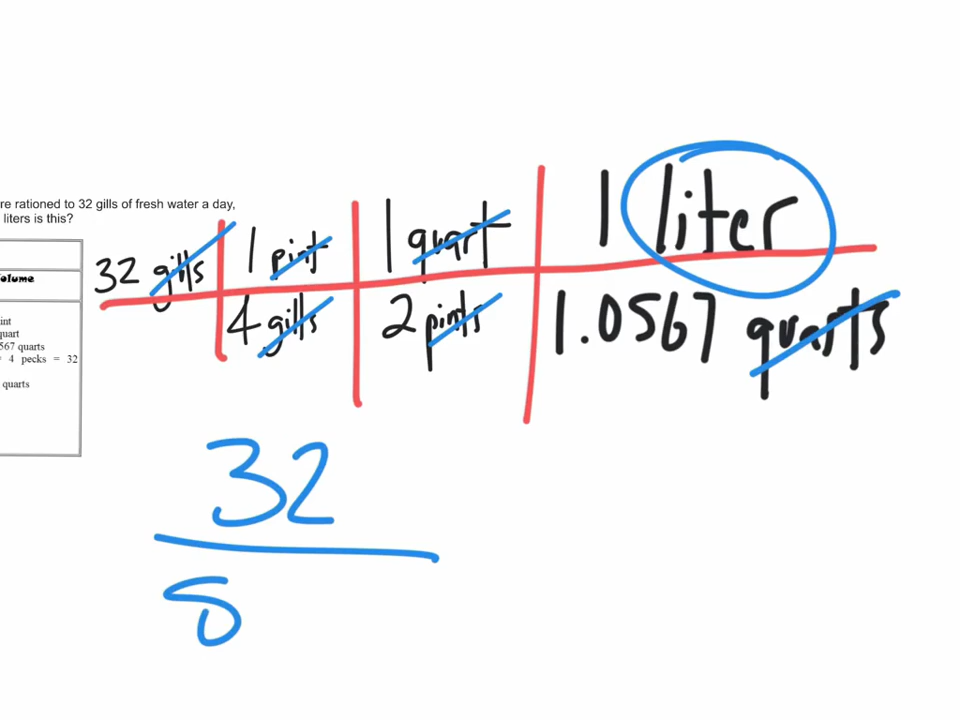 re rationed to 32 gills of fresh water a day,
liters is this?
olume
int
quart
567 quarts
= 4 pecks = 32
quarts
32 gills 1 pint 1 quart 1 liter
4 gills 2 pints 1.0567 quarts
32
8